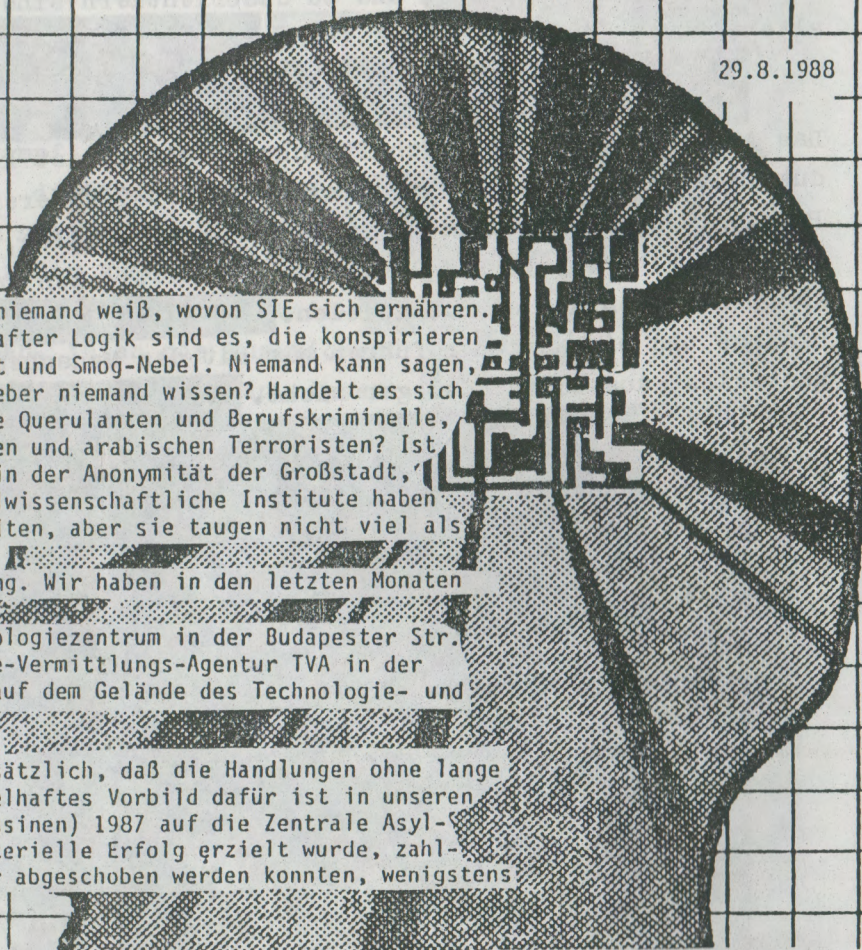 29.8.1988
niemand weiß, wovon SIE sich ernähren.
after Logik sind es, die konspirieren
und Smog-Nebel. Niemand kann sagen,
eber niemand wissen? Handelt es sich
e Querulanten und Berufskriminelle,
en und arabischen Terroristen? Ist
in der Anonymität der Großstadt,
wissenschaftliche Institute haben
iten, aber sie taugen nicht viel als
ng. Wir haben in den letzten Monaten
ologiezentrum in der Budapester Str.
e-Vermittlungs-Agentur TVA in der
auf dem Gelände des Technologie- und
ätzlich, daß die Handlungen ohne lange
elhaftes Vorbild dafür ist in unseren
ssinen) 1987 auf die Zentrale Asyl-
terielle Erfolg erzielt wurde, zahl-
r abgeschoben werden konnten, wenigstens